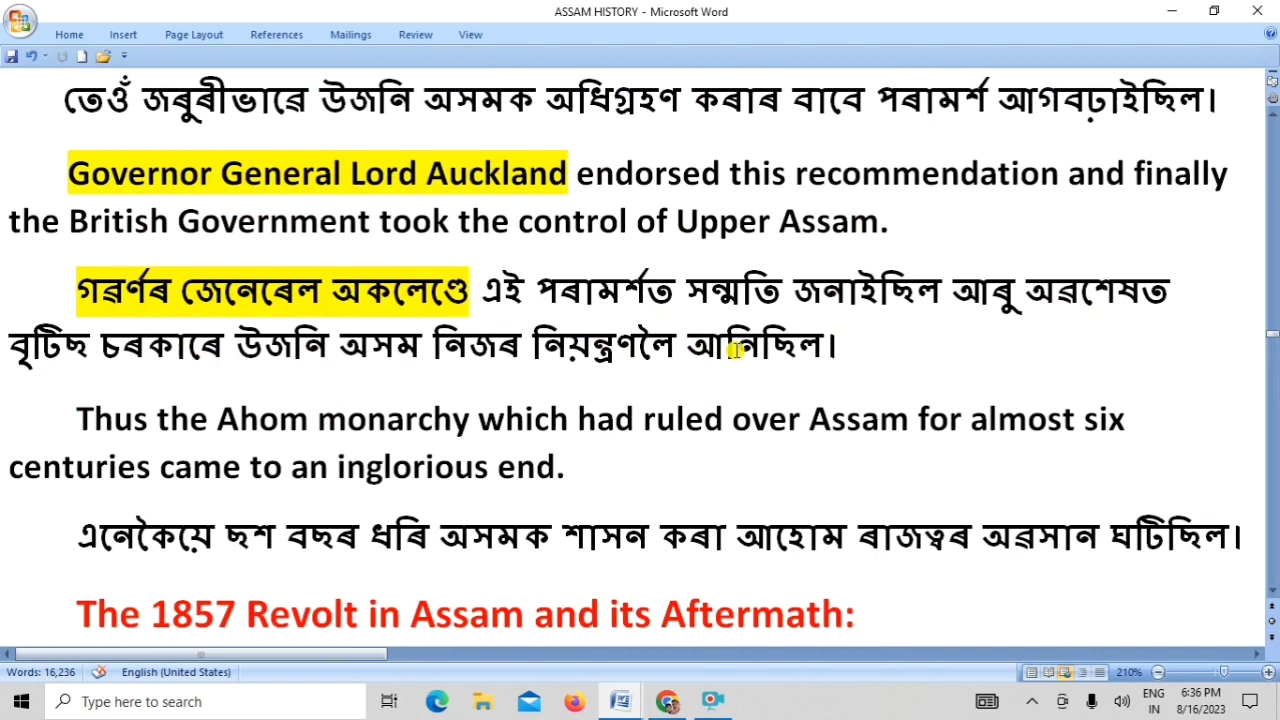 ASSAM HISTORY - Microsoft Word
Home Insert Page Layout References Mailings Review View
তেওঁ জৰুৰীভাৱে উজনি অসমক অধিগ্ৰহণ কৰাৰ বাবে পৰামৰ্শ আগবঢ়াইছিল।
Governor General Lord Auckland endorsed this recommendation and finally
the British Government took the control of Upper Assam.
গৱৰ্ণৰ জেনেৰেল অকলেণ্ডে এই পৰামৰ্শত সন্মতি জনাইছিল আৰু অৱশেষত
বৃটিছ চৰকাৰে উজনি অসম নিজৰ নিয়ন্ত্ৰণলৈ আনিছিল।
Thus the Ahom monarchy which had ruled over Assam for almost six
centuries came to an inglorious end.
এনেকৈয়ে ছশ বছৰ ধৰি অসমক শাসন কৰা আহোম ৰাজত্বৰ অৱসান ঘটিছিল।
The 1857 Revolt in Assam and its Aftermath:
Words: 16,236 English (United States) 210%
Type here to search ENG 6:36 PM
IN 8/16/2023